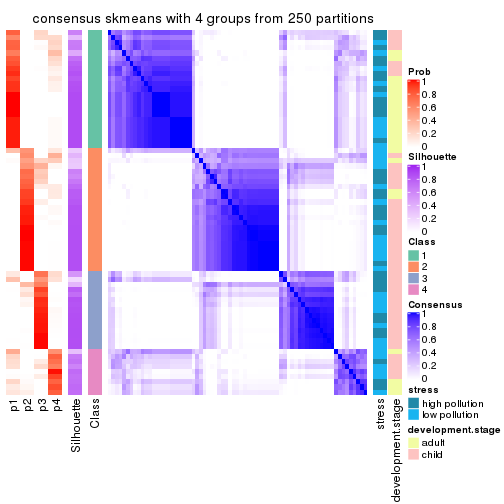 consensus skmeans with 4 groups from 250 partitions
Prob
1
0.8
0.6
0.4
0.2
0
Silhouette
1
0.8
0.6
0.4
0.2
0
Class
1
2
3
4
Consensus
1
0.8
0.6
0.4
0.2
0
stress
high pollution
low pollution
development.stage
adult
child
p1
p2
p3
p4
Silhouette
Class
stress
development.stage